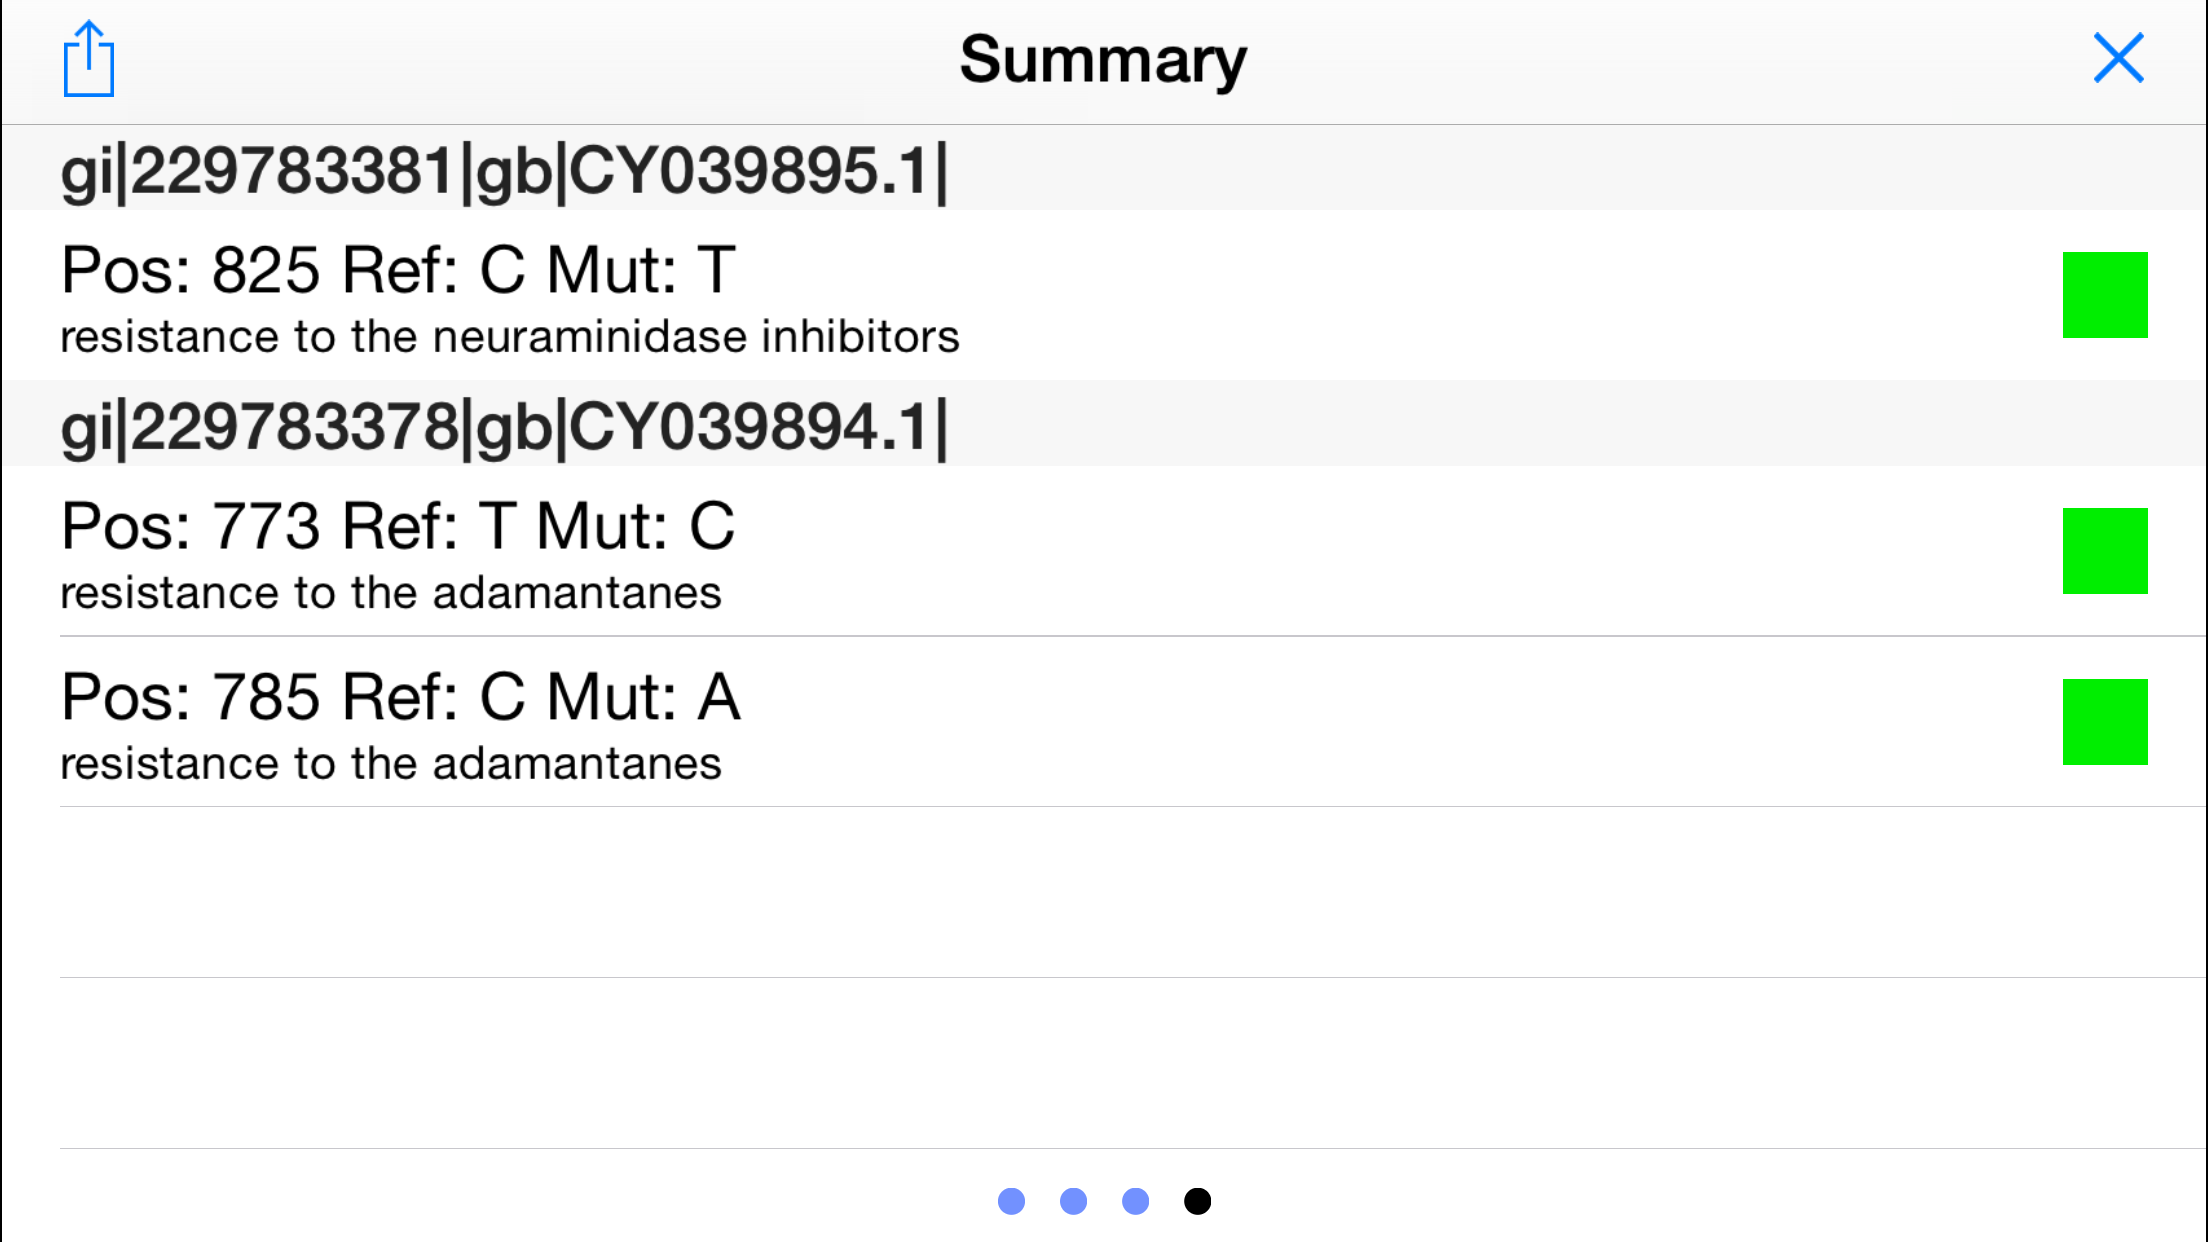 Summary
gi|229783381|gb|CY039895.1|
Pos: 825 Ref: C Mut: T
resistance to the neuraminidase inhibitors
gi|229783378|gb|CY039894.1|
Pos: 773 Ref: T Mut: C
resistance to the adamantanes
Pos: 785 Ref: C Mut: A
resistance to the adamantanes